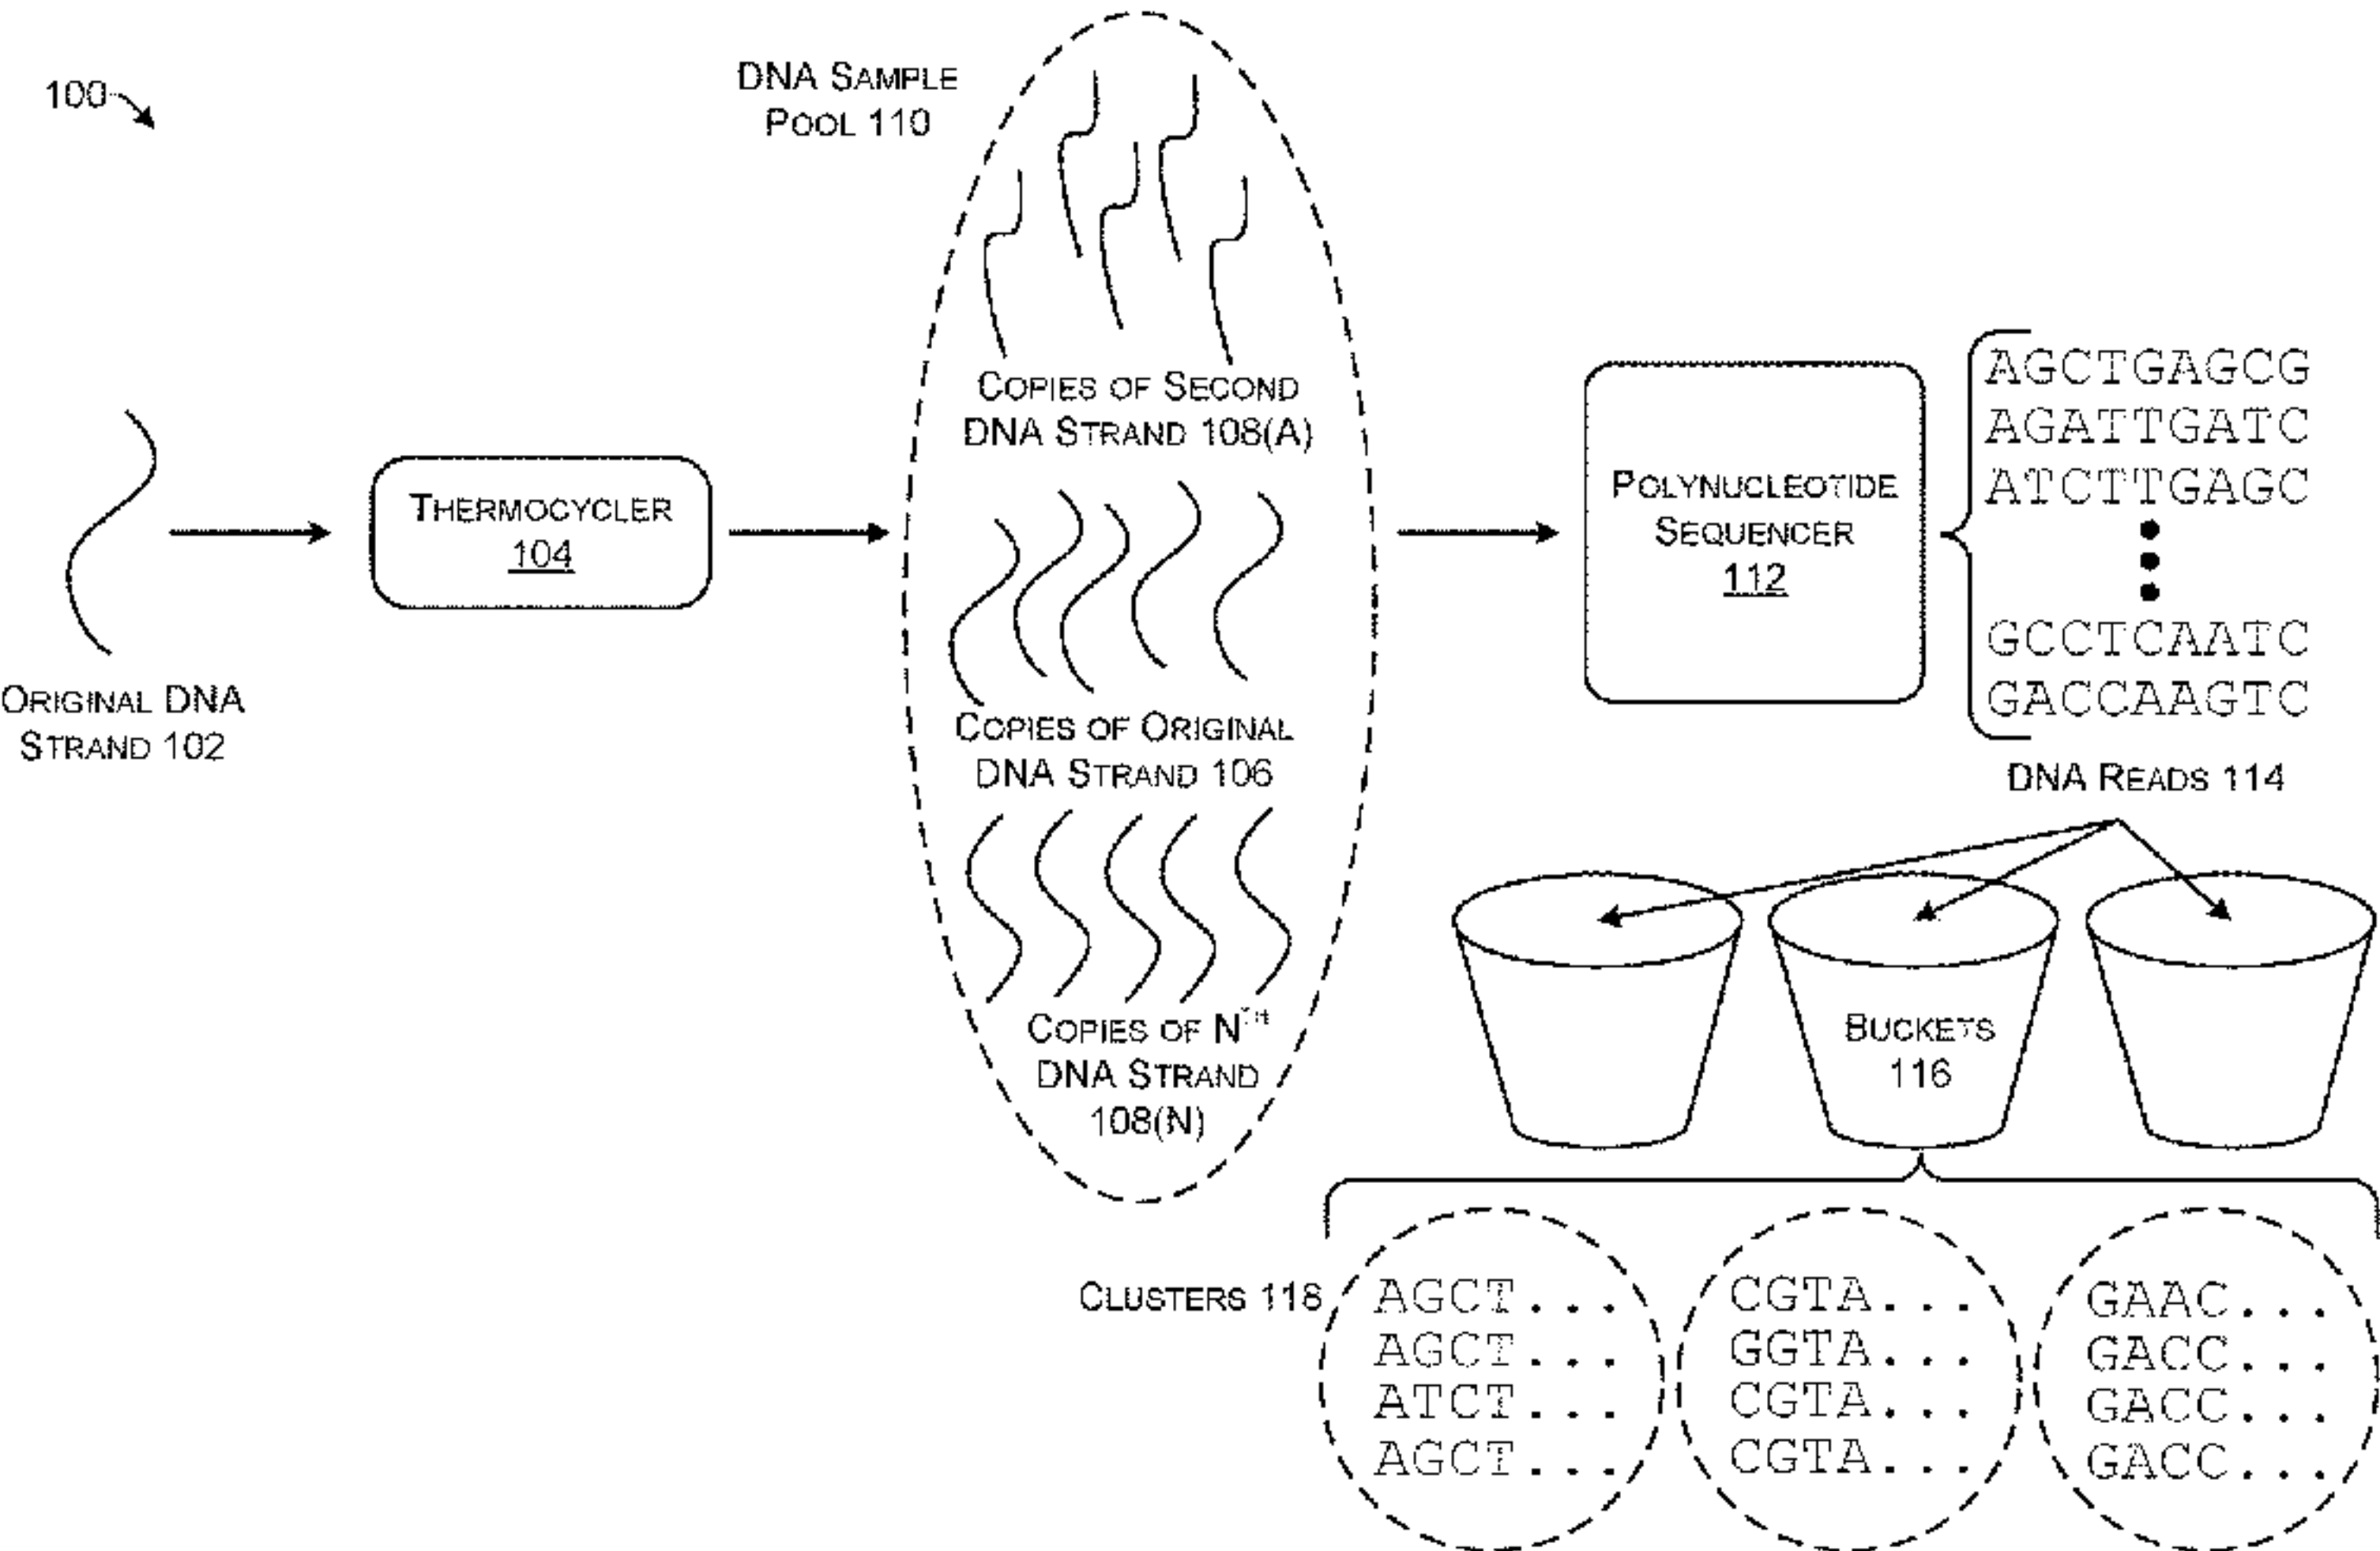 100
DNA SAMPLE
POOL 110
ORIGINAL DNA
STRAND 102
THERMOCYCLER
104
COPIES OF SECOND
DNA STRAND 108(A)
COPIES OF ORIGINAL
DNA STRAND 106
COPIES OF NTH
DNA STRAND
108(N)
POLYNUCLEOTIDE
SEQUENCER
112
AGCTGAGCG
AGATTGATC
ATCTTGAGC
GCCTCAATC
GACCAAGTC
DNA READS 114
BUCKETS
116
CLUSTERS 118
AGCT...
AGCT...
ATCT...
AGCT...
CGTA...
GGTA...
CGTA...
CGTA...
GAAC...
GACC...
GACC...
GACC...